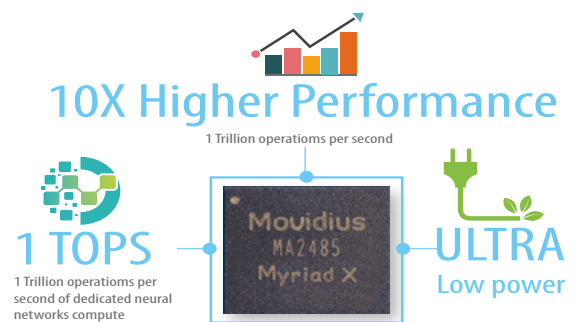 10X Higher Performance
1 Trillion operatioms per second
1 TOPS
1 Trillion operatioms per
second of dedicated neural
networks compute
Movidius
MA2485
Myriad X
ULTRA
Low power